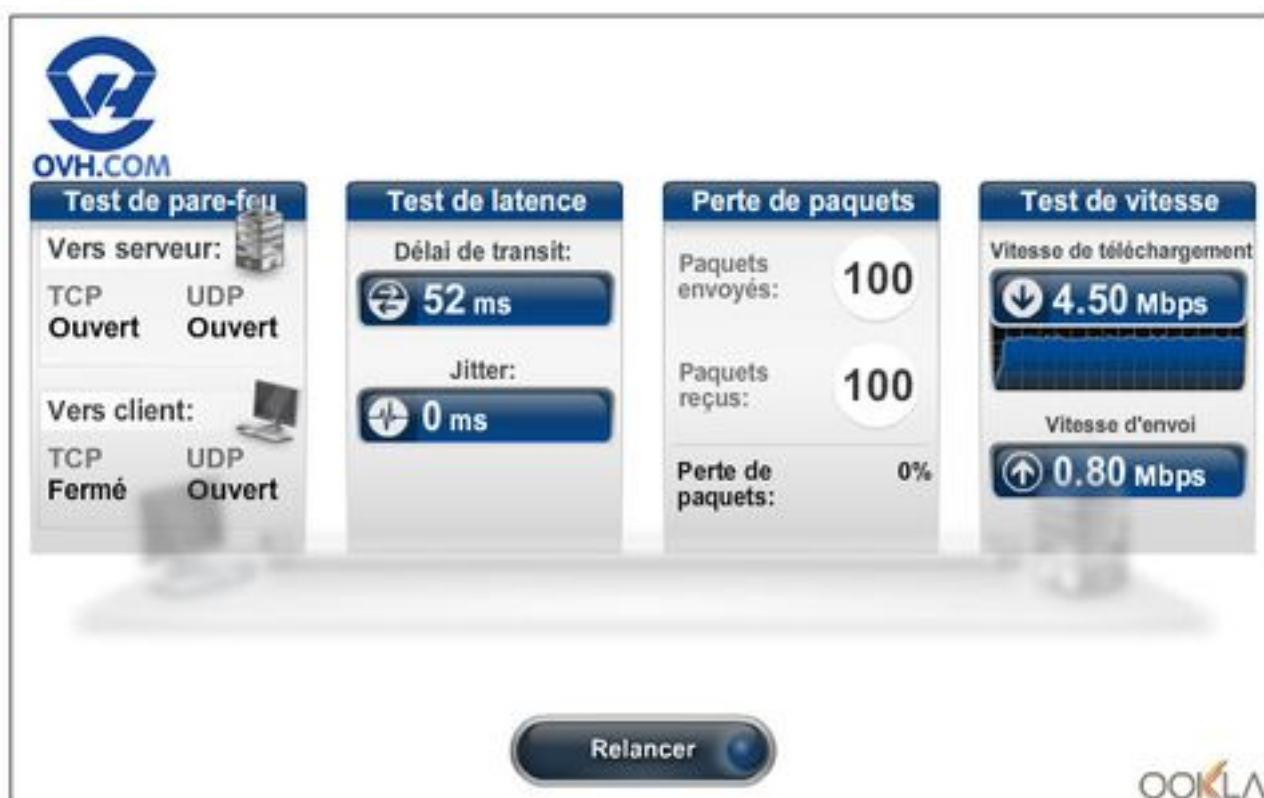 OVH.COM
Test de pare-feu
Vers serveur:
TCP UDP
Ouvert Ouvert
Vers client:
TCP UDP
Fermé Ouvert
Test de latence
Délai de transit:
52 ms
Jitter:
0 ms
Perte de paquets
Paquets
envoyés:
100
Paquets
reçus:
100
Perte de
paquets:
0%
Test de vitesse
Vitesse de téléchargement
4.50 Mbps
Vitesse d'envoi
0.80 Mbps
Relancer
OOKLA